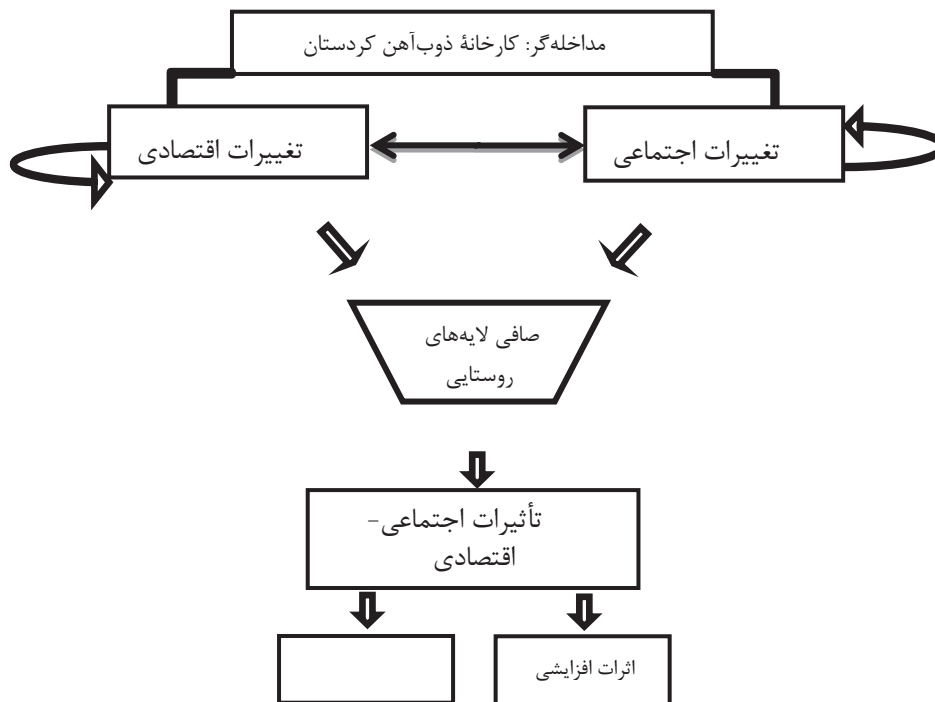 مداخله‌گر: کارخانهٔ ذوب‌آهن کردستان
تغییرات اجتماعی
تغییرات اقتصادی
صافی لایه‌های
روستایی
تأثیرات اجتماعی-
اقتصادی
اثرات افزایشی